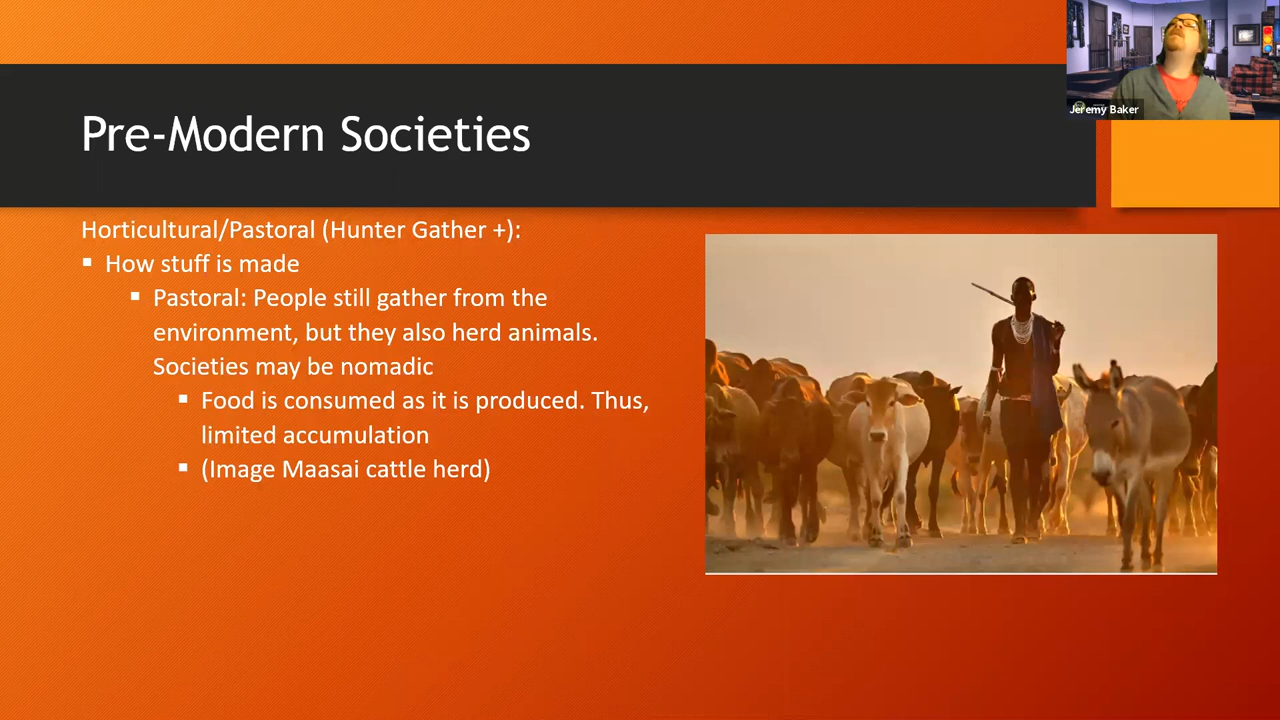 Jeremy Baker
Pre-Modern Societies
Horticultural/Pastoral (Hunter Gather +):
▪ How stuff is made
▪ Pastoral: People still gather from the
environment, but they also herd animals.
Societies may be nomadic
▪ Food is consumed as it is produced. Thus,
limited accumulation
▪ (Image Maasai cattle herd)